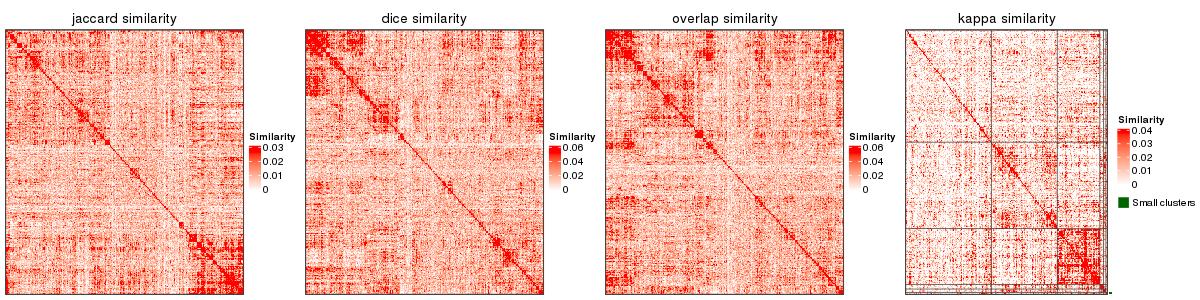 jaccard similarity
Similarity
0.03
0.02
0.01
0
dice similarity
Similarity
0.06
0.04
0.02
0
overlap similarity
Similarity
0.06
0.04
0.02
0
kappa similarity
Similarity
0.04
0.03
0.02
0.01
0
Small clusters